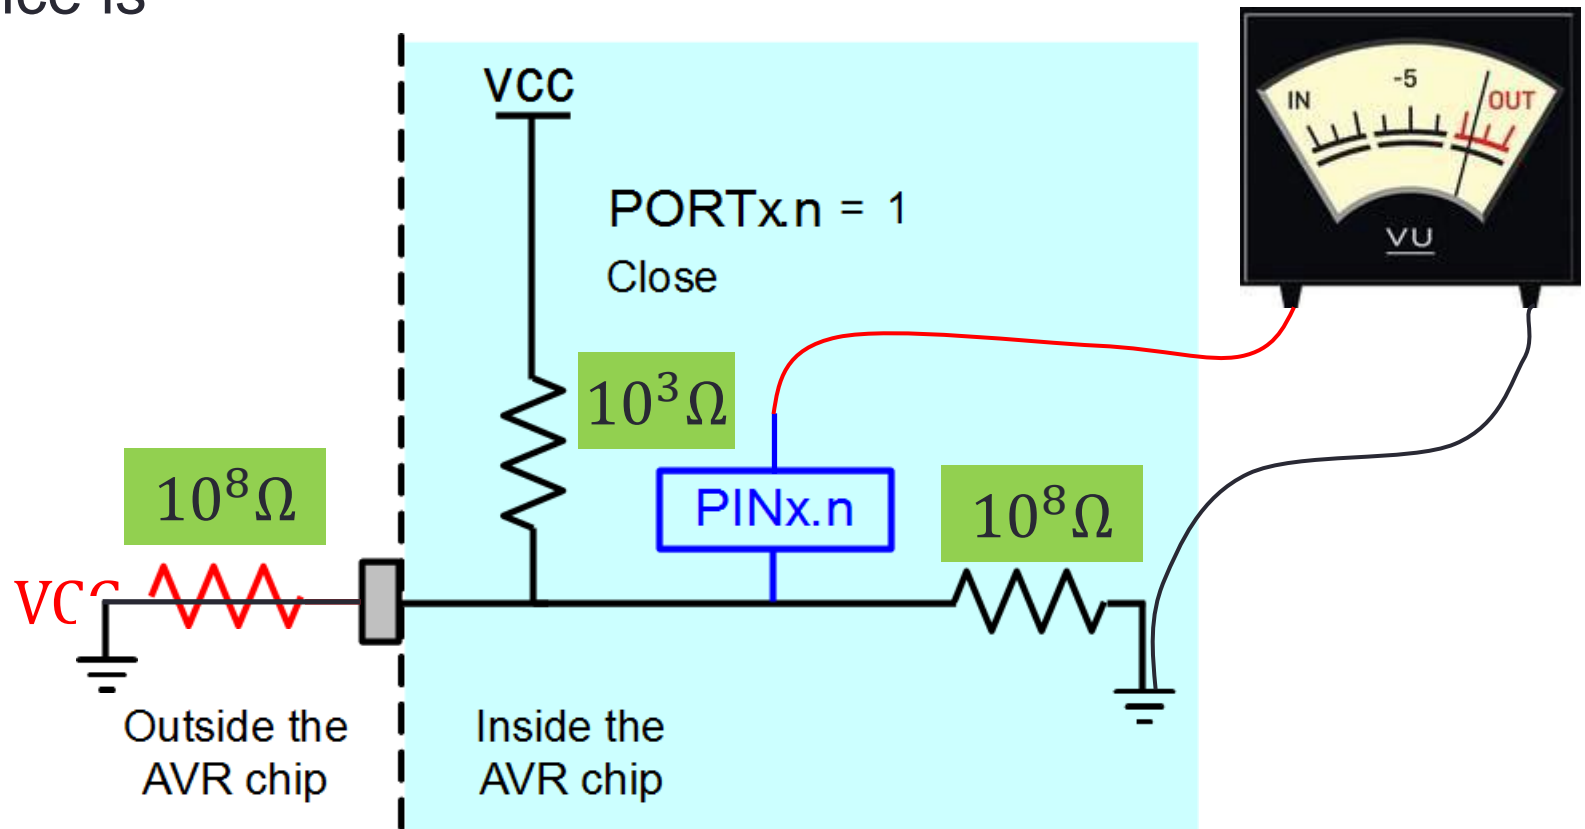 is
VCC
PORTx.n = 1
Close
IN
-5
OUT
VU
10³Ω
10⁸Ω
PINx.n
10⁸Ω
VCC
Outside the
AVR chip
Inside the
AVR chip